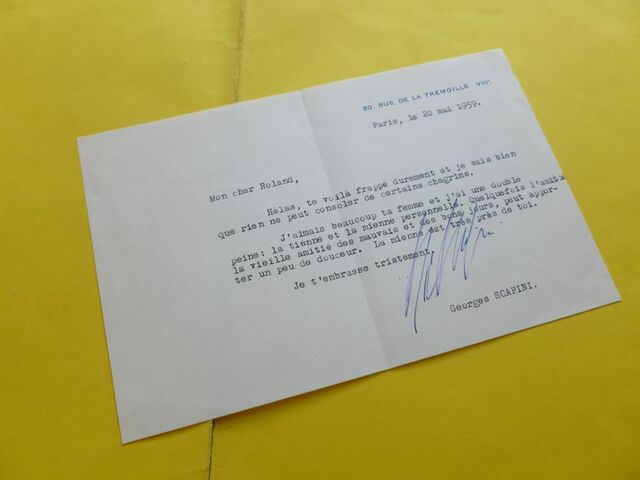 50, RUE DE LA TRÉMOILLE VIIIᵉ
Paris, le 20 mai 1959.
Mon cher Roland,
Hélas, te voilà frappé durement et je sais bien
que rien ne peut consoler de certains chagrins.
J'aimais beaucoup ta femme et j'ai une double
peine: la tienne et la mienne personnelle. Quelquefois l'amitié
la vieille amitié des mauvais et des bons jours, peut appor-
ter un peu de douceur. La mienne est très près de toi.
Je t'embrasse tristement.
Georges SCAPINI.